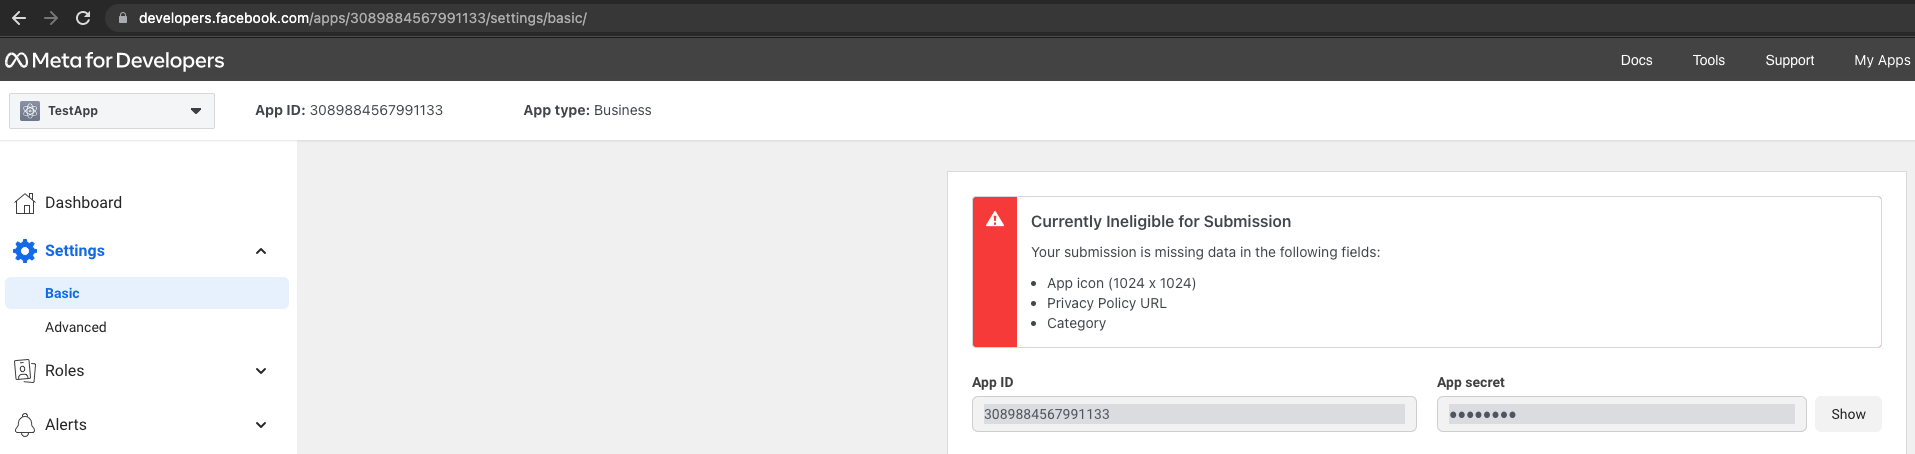 developers.facebook.com/apps/3089884567991133/settings/basic/
Meta for Developers
Docs Tools Support My Apps
TestApp App ID: 3089884567991133 App type: Business
Dashboard
Settings
Basic
Advanced
Roles
Alerts
Currently Ineligible for Submission
Your submission is missing data in the following fields:
• App icon (1024 x 1024)
• Privacy Policy URL
• Category
App ID App secret
3089884567991133 •••••••• Show